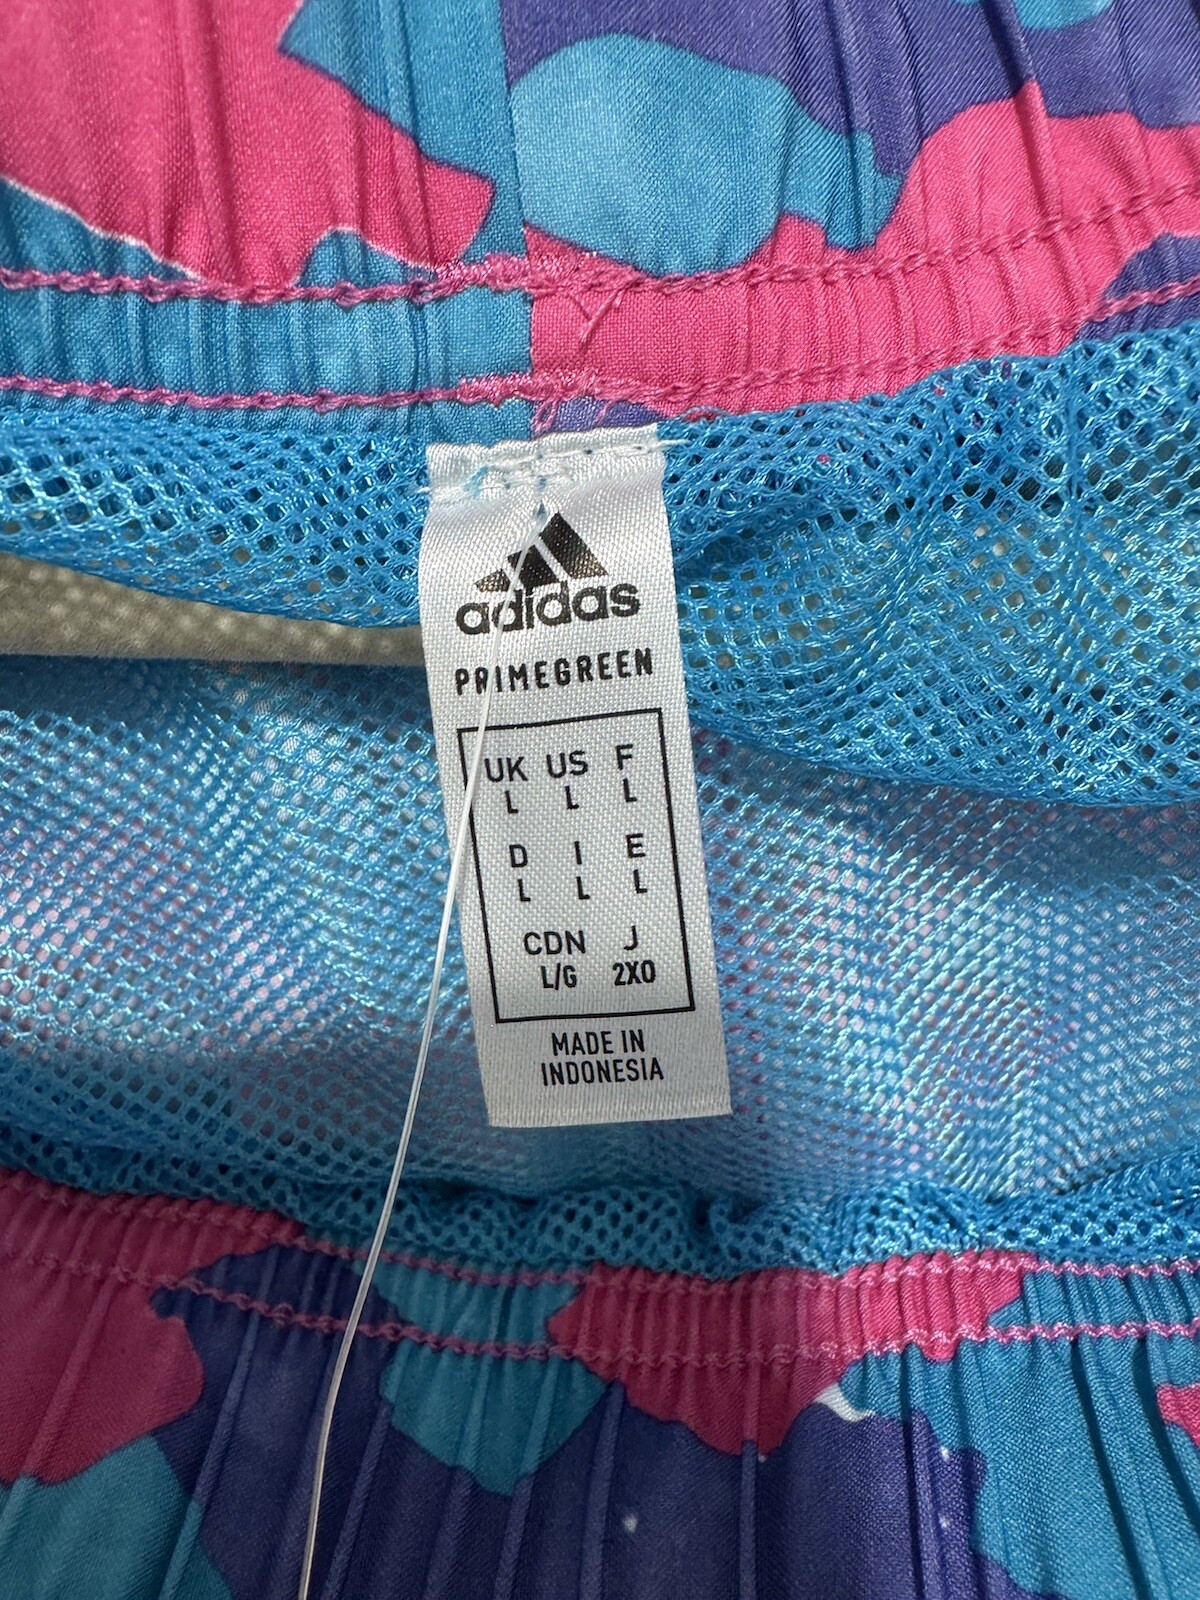 adidas
PRIMEGREEN
UK US F
L L L
D I E
L L L
CDN J
L/G 2XO
MADE IN
INDONESIA